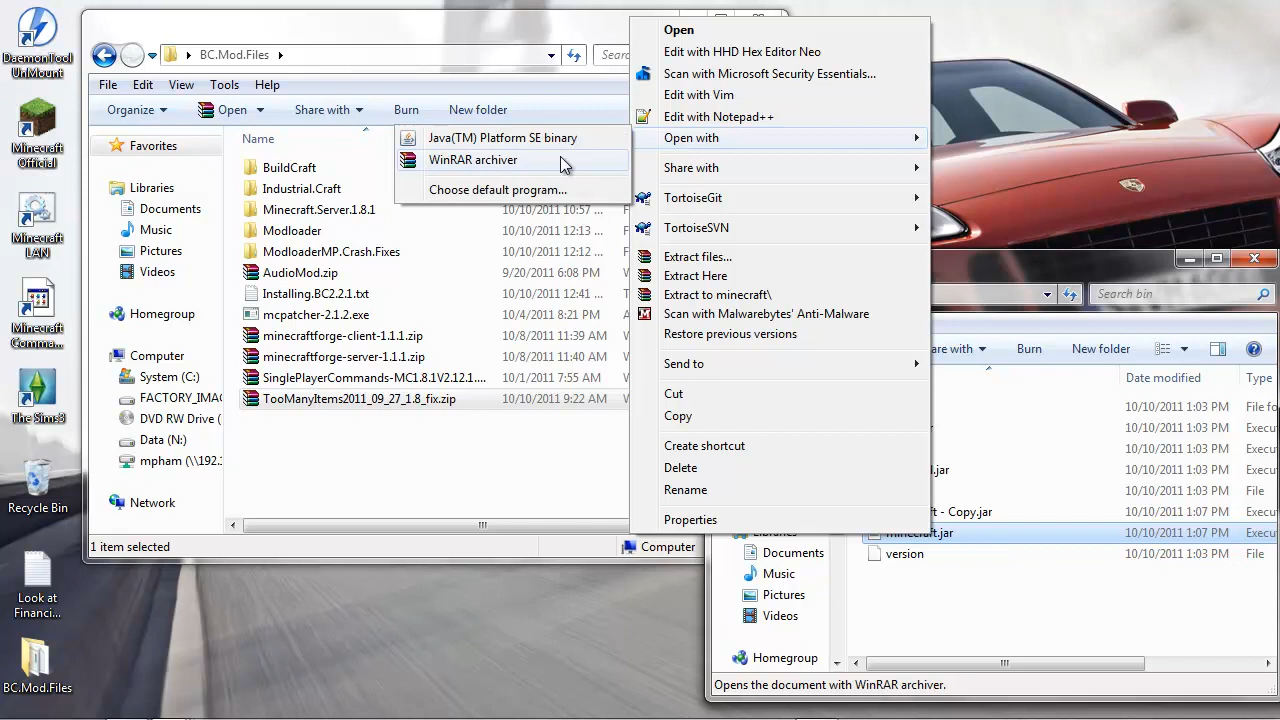 DaemonTool
UnMount
Minecraft
Official
Minecraft
LAN
Minecraft
Comma...
The Sims3
Recycle Bin
Look at
Financi...
BC.Mod.Files
BC.Mod.Files
Searc
File Edit View Tools Help
Organize Open Share with Burn New folder
Favorites
Libraries
Documents
Music
Pictures
Videos
Homegroup
Computer
System (C:)
FACTORY_IMAG
DVD RW Drive (
Data (N:)
mpham (\\192.1
Network
Name
BuildCraft
Industrial.Craft
Minecraft.Server.1.8.1 10/10/2011 10:57 ...
Modloader 10/10/2011 12:13 ...
ModloaderMP.Crash.Fixes 10/10/2011 12:12 ...
AudioMod.zip 9/20/2011 6:08 PM
Installing.BC2.2.1.txt 10/10/2011 12:41 ...
mcpatcher-2.1.2.exe 10/4/2011 8:21 PM
minecraftforge-client-1.1.1.zip 10/8/2011 11:39 AM
minecraftforge-server-1.1.1.zip 10/8/2011 11:40 AM
SinglePlayerCommands-MC1.8.1V2.12.1.... 10/1/2011 7:55 AM
TooManyItems2011_09_27_1.8_fix.zip 10/10/2011 9:22 AM
1 item selected
Computer
Java(TM) Platform SE binary
WinRAR archiver
Choose default program...
Open
Edit with HHD Hex Editor Neo
Scan with Microsoft Security Essentials...
Edit with Vim
Edit with Notepad++
Open with
Share with
TortoiseGit
TortoiseSVN
Extract files...
Extract Here
Extract to minecraft\
Scan with Malwarebytes' Anti-Malware
Restore previous versions
Send to
Cut
Copy
Create shortcut
Delete
Rename
Properties
Search bin
are with Burn New folder
Date modified Type
10/10/2011 1:03 PM File fo
10/10/2011 1:03 PM Execu
10/10/2011 1:03 PM Execu
.jar 10/10/2011 1:03 PM Execu
10/10/2011 1:03 PM File
ft - Copy.jar 10/10/2011 1:03 PM Execu
minecraft.jar 10/10/2011 1:07 PM Execu
version 10/10/2011 1:03 PM File
Libraries
Documents
Music
Pictures
Videos
Homegroup
Opens the document with WinRAR archiver.